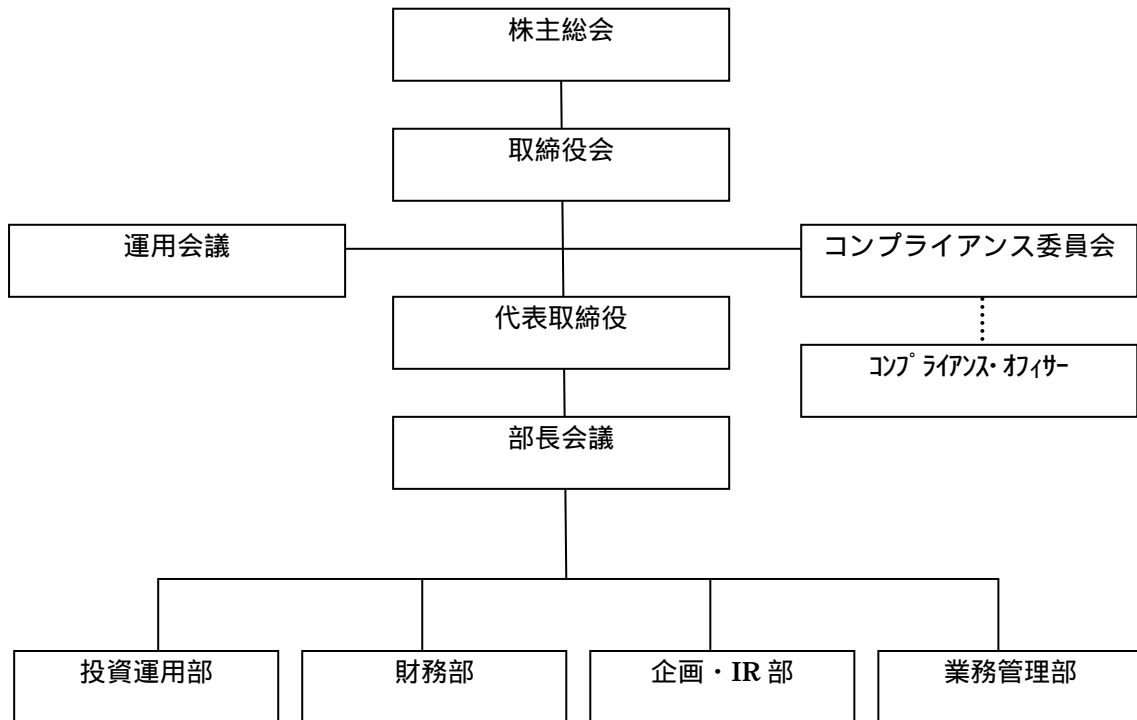 株主総会
取締役会
運用会議
コンプライアンス委員会
代表取締役
コンプライアンス・オフィサー
部長会議
投資運用部
財務部
企画・IR 部
業務管理部